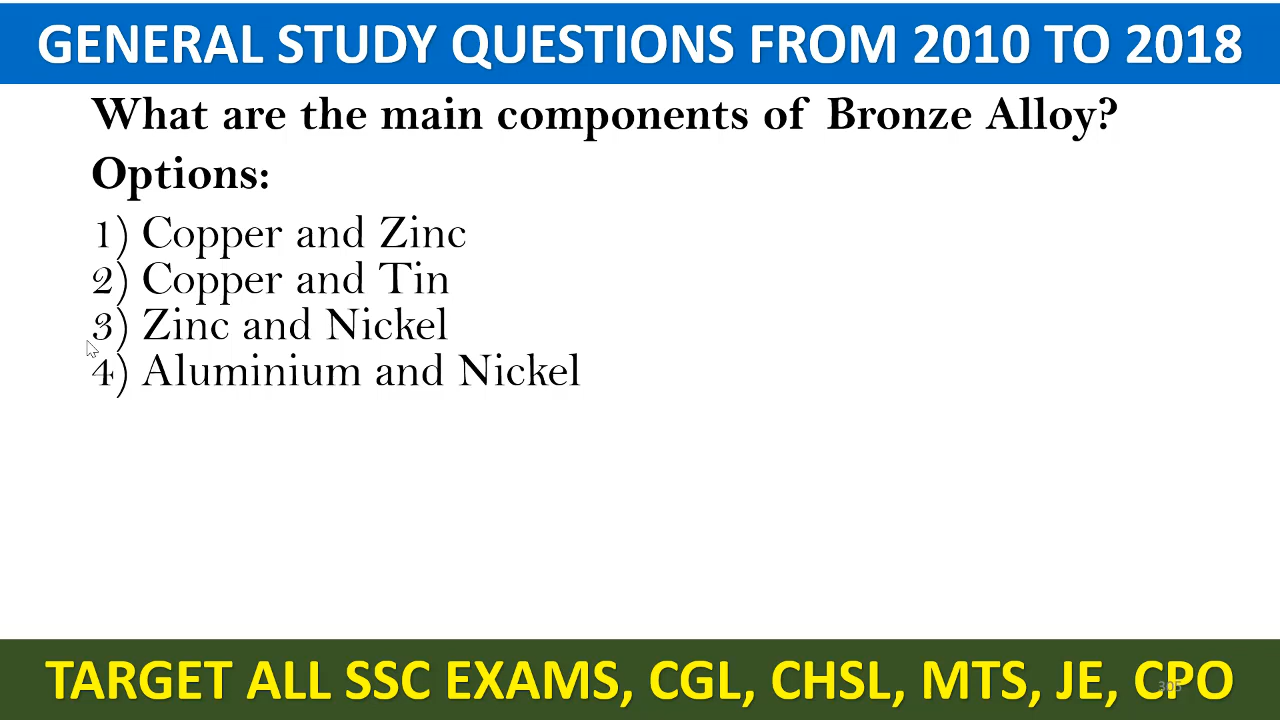 GENERAL STUDY QUESTIONS FROM 2010 TO 2018
What are the main components of Bronze Alloy?
Options:
1) Copper and Zinc
2) Copper and Tin
3) Zinc and Nickel
4) Aluminium and Nickel
TARGET ALL SSC EXAMS, CGL, CHSL, MTS, JE, CPO